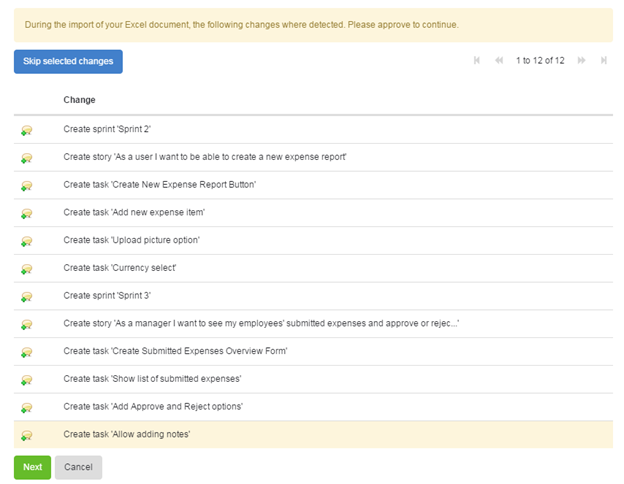 During the import of your Excel document, the following changes where detected. Please approve to continue.
Skip selected changes
1 to 12 of 12
Change
Create sprint 'Sprint 2'
Create story 'As a user I want to be able to create a new expense report'
Create task 'Create New Expense Report Button'
Create task 'Add new expense item'
Create task 'Upload picture option'
Create task 'Currency select'
Create sprint 'Sprint 3'
Create story 'As a manager I want to see my employees' submitted expenses and approve or rejec...'
Create task 'Create Submitted Expenses Overview Form'
Create task 'Show list of submitted expenses'
Create task 'Add Approve and Reject options'
Create task 'Allow adding notes'
Next Cancel